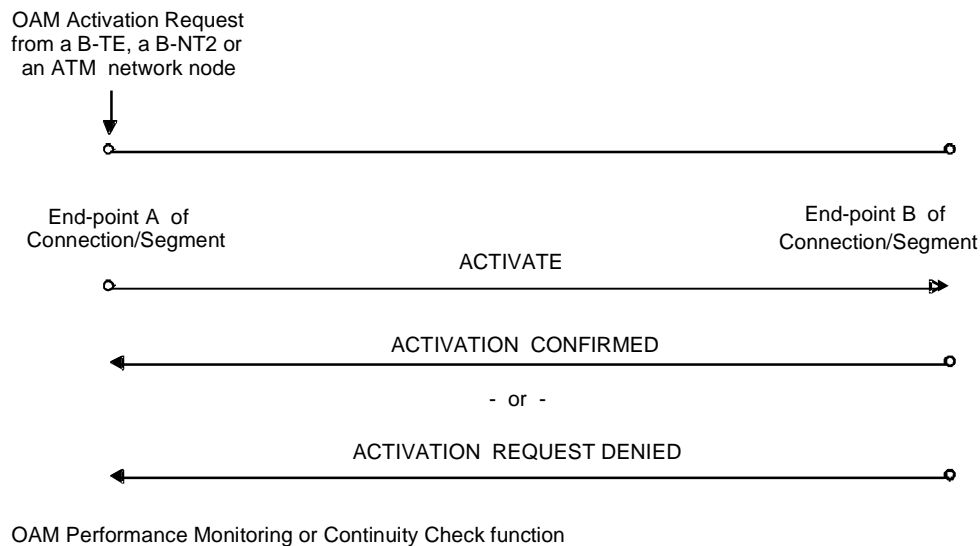 OAM Activation Request
from a B-TE, a B-NT2 or
an ATM network node
End-point A of
Connection/Segment
End-point B of
Connection/Segment
ACTIVATE
ACTIVATION CONFIRMED
- or -
ACTIVATION REQUEST DENIED
OAM Performance Monitoring or Continuity Check function